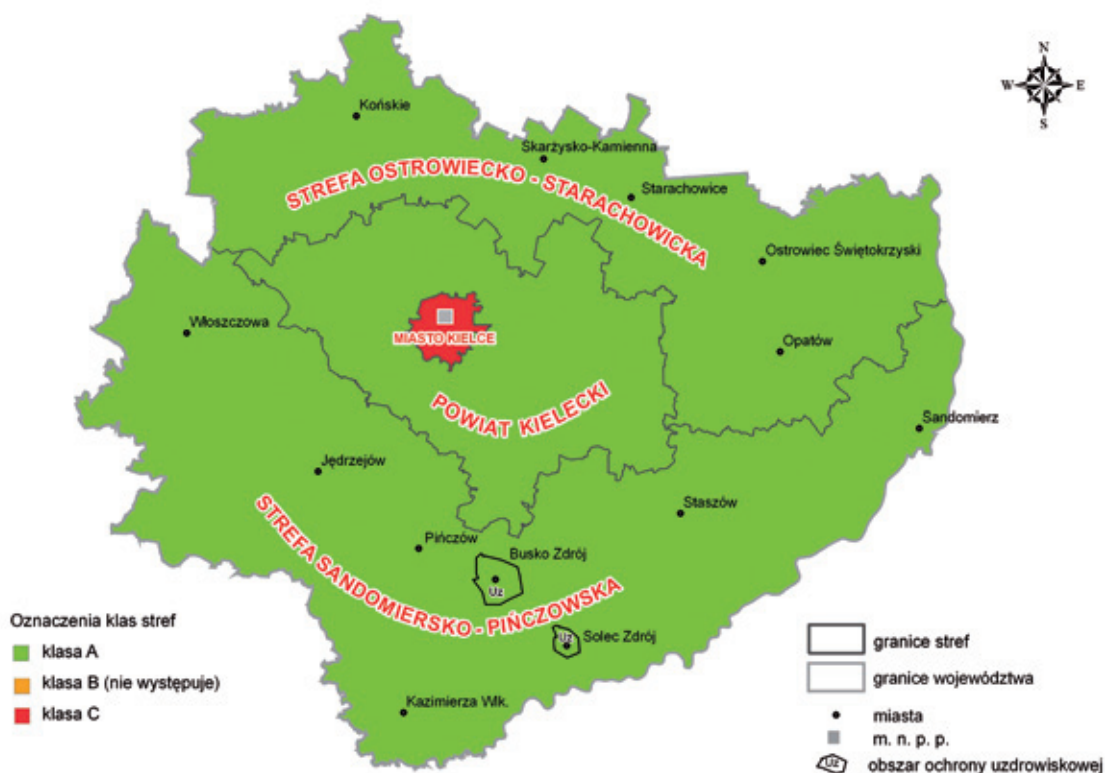 N
W
E
S
Końskie
Skarżysko-Kamienna
STREFA OSTROWIECKO - STARACHOWICKA
Starachowice
Ostrowiec Świętokrzyski
Włoszczowa
MIASTO KIELCE
Opatów
POWIAT KIELECKI
Sandomierz
Jędrzejów
Staszów
STREFA SANDOMIERSKO - PIŃCZOWSKA
Pińczów
Busko Zdrój
Uz
Solec Zdrój
Uz
Kazimierza Wlk.
Oznaczenia klas stref
klasa A
klasa B (nie występuje)
klasa C
granice stref
granice województwa
miasta
m. n. p. p.
Uz
obszar ochrony uzdrowiskowej